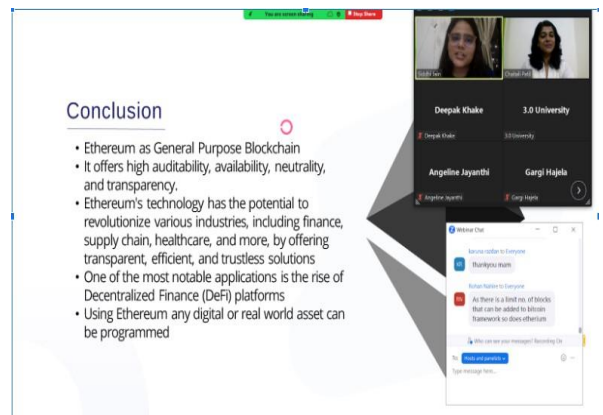 You are screen sharing
Stop Share
Conclusion
• Ethereum as General Purpose Blockchain
• It offers high auditability, availability, neutrality,
and transparency.
• Ethereum's technology has the potential to
revolutionize various industries, including finance,
supply chain, healthcare, and more, by offering
transparent, efficient, and trustless solutions
• One of the most notable applications is the rise of
Decentralized Finance (DeFi) platforms
• Using Ethereum any digital or real world asset can
be programmed
Siddhi Jain
Deepak Khake
3.0 University
Deepak Khake
3.0 University
Angeline Jayanthi
Gargi Hajela
Angeline Jayanthi
Gargi Hajela
Webinar Chat
to Everyone
thankyou mam
to Everyone
As there is a limit no. of blocks
that can be added to bitcoin
framework so does etherium
Who can see your messages? Recording On
To:
Hosts and panelists
Type message here...